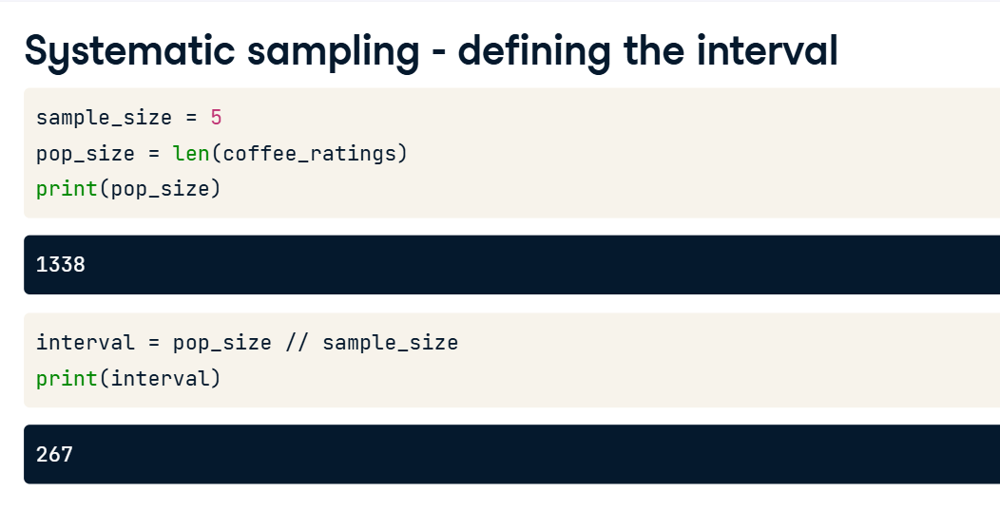 Systematic sampling - defining the interval
sample_size = 5
pop_size = len(coffee_ratings)
print(pop_size)
1338
interval = pop_size // sample_size
print(interval)
267